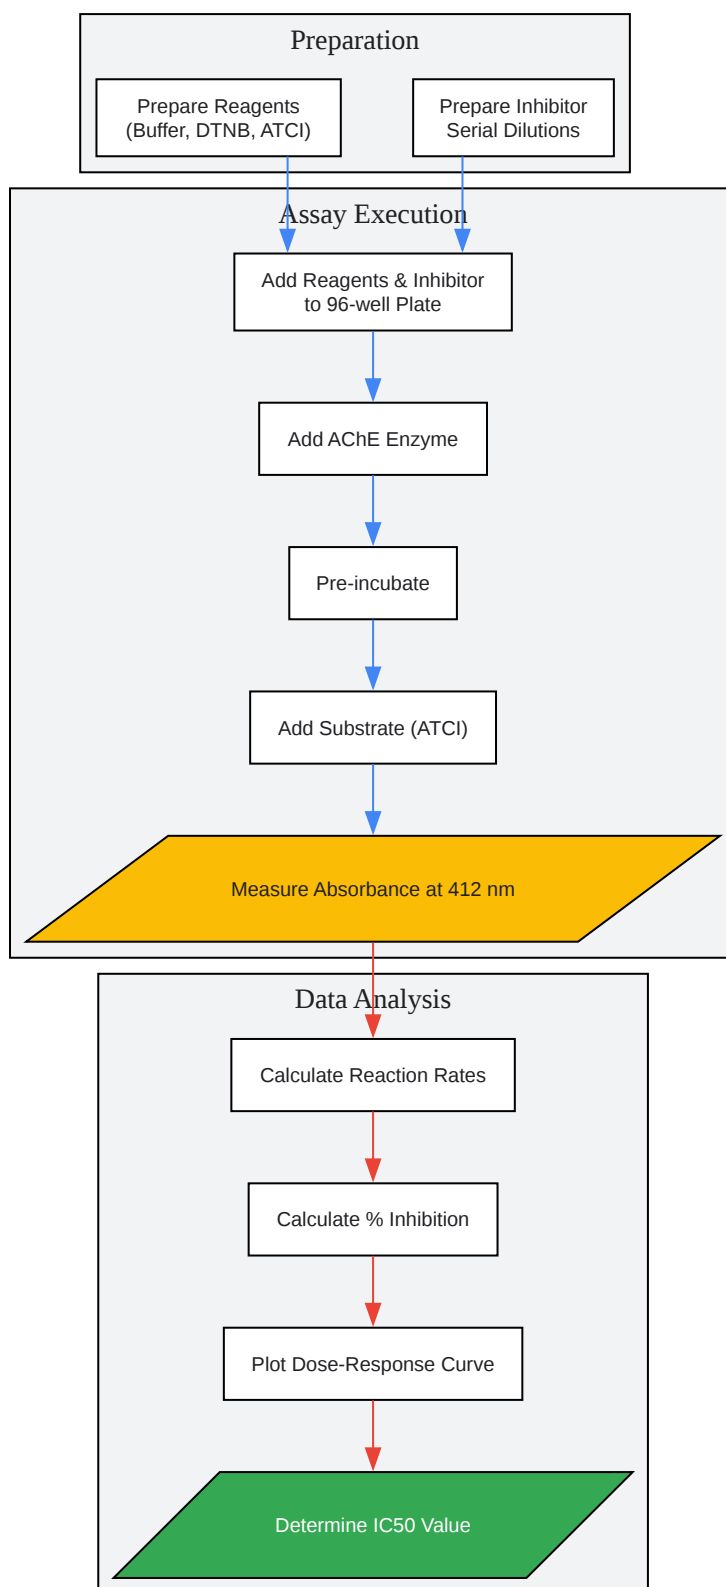 Preparation
Prepare Reagents
(Buffer, DTNB, ATCI)
Prepare Inhibitor
Serial Dilutions
Assay Execution
Add Reagents & Inhibitor
to 96-well Plate
Add AChE Enzyme
Pre-incubate
Add Substrate (ATCI)
Measure Absorbance at 412 nm
Data Analysis
Calculate Reaction Rates
Calculate % Inhibition
Plot Dose-Response Curve
Determine IC50 Value